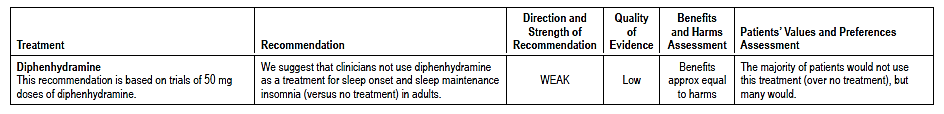 Treatment
Recommendation
Direction and
Strength of
Recommendation
Quality
of
Evidence
Benefits
and Harms
Assessment
Patients' Values and Preferences
Assessment
Diphenhydramine
This recommendation is based on trials of 50 mg
doses of diphenhydramine.
We suggest that clinicians not use diphenhydramine
as a treatment for sleep onset and sleep maintenance
insomnia (versus no treatment) in adults.
WEAK
Low
Benefits
approx equal
to harms
The majority of patients would not use
this treatment (over no treatment), but
many would.